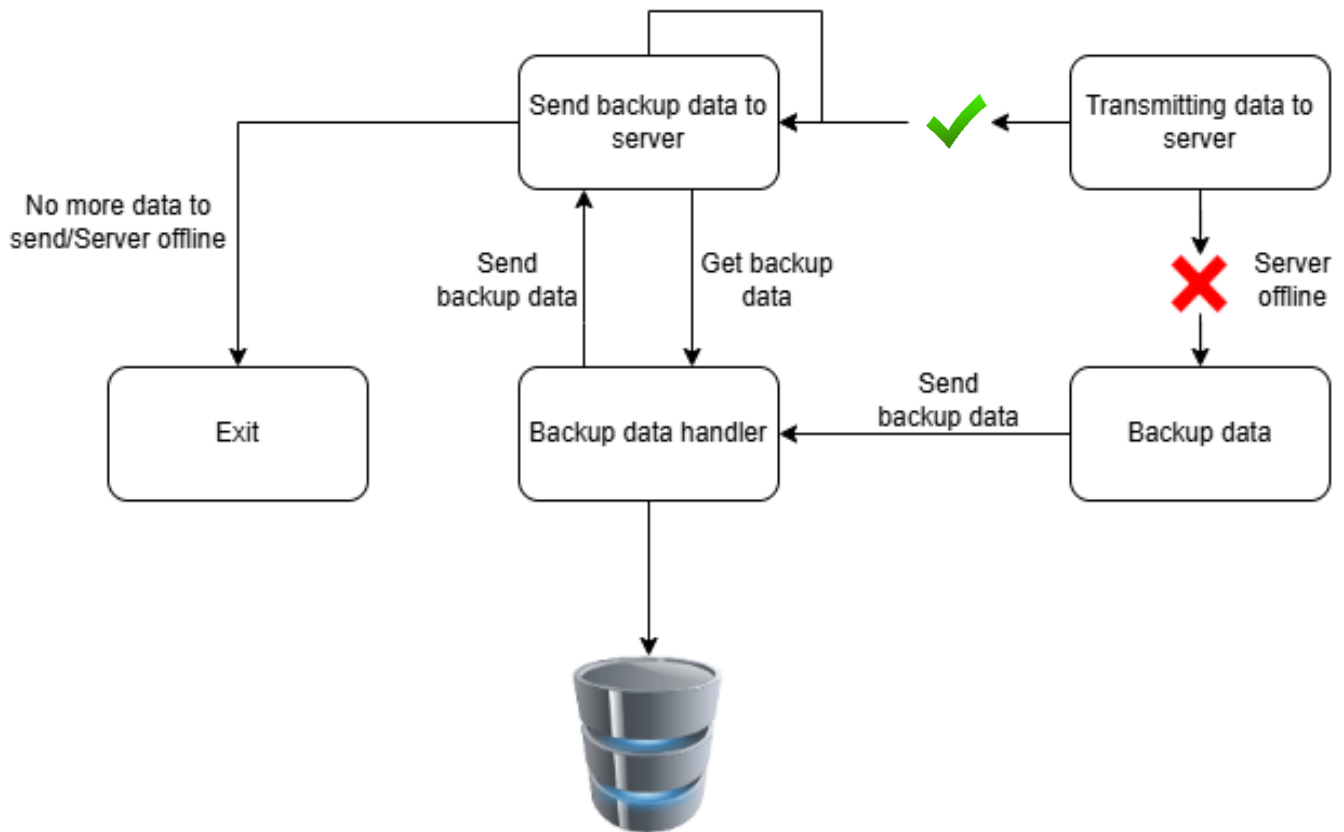 Send backup data to
server
Transmitting data to
server
No more data to
send/Server offline
Send
backup data
Get backup
data
Server
offline
Exit
Backup data handler
Send
backup data
Backup data